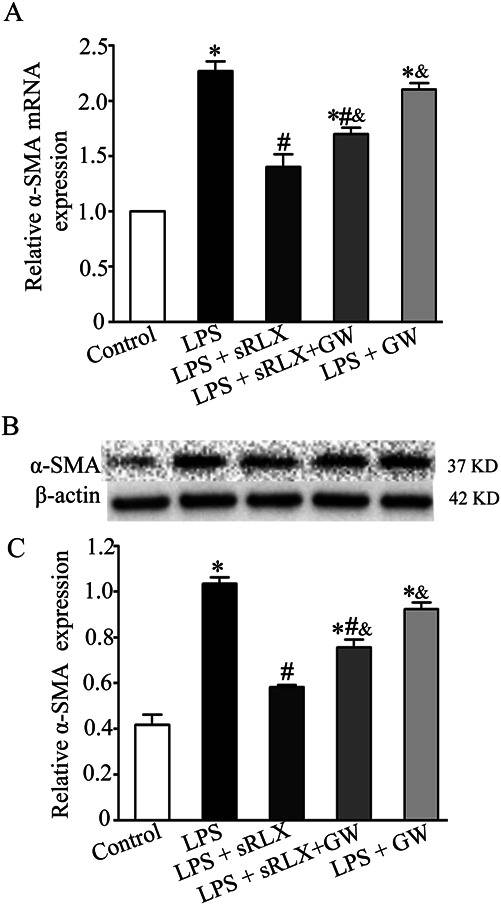 A
Relative α-SMA mRNA
expression
2.5
2.0
1.5
1.0
0.5
0
*
#
*#&
*&
Control
LPS
LPS + sRLX
LPS + sRLX+GW
LPS + GW
B
α-SMA
37 KD
β-actin
42 KD
C
Relative α-SMA expression
1.2
1.0
0.8
0.6
0.4
0.2
0
*
#
*#&
*&
Control
LPS
LPS + sRLX
LPS + sRLX+GW
LPS + GW